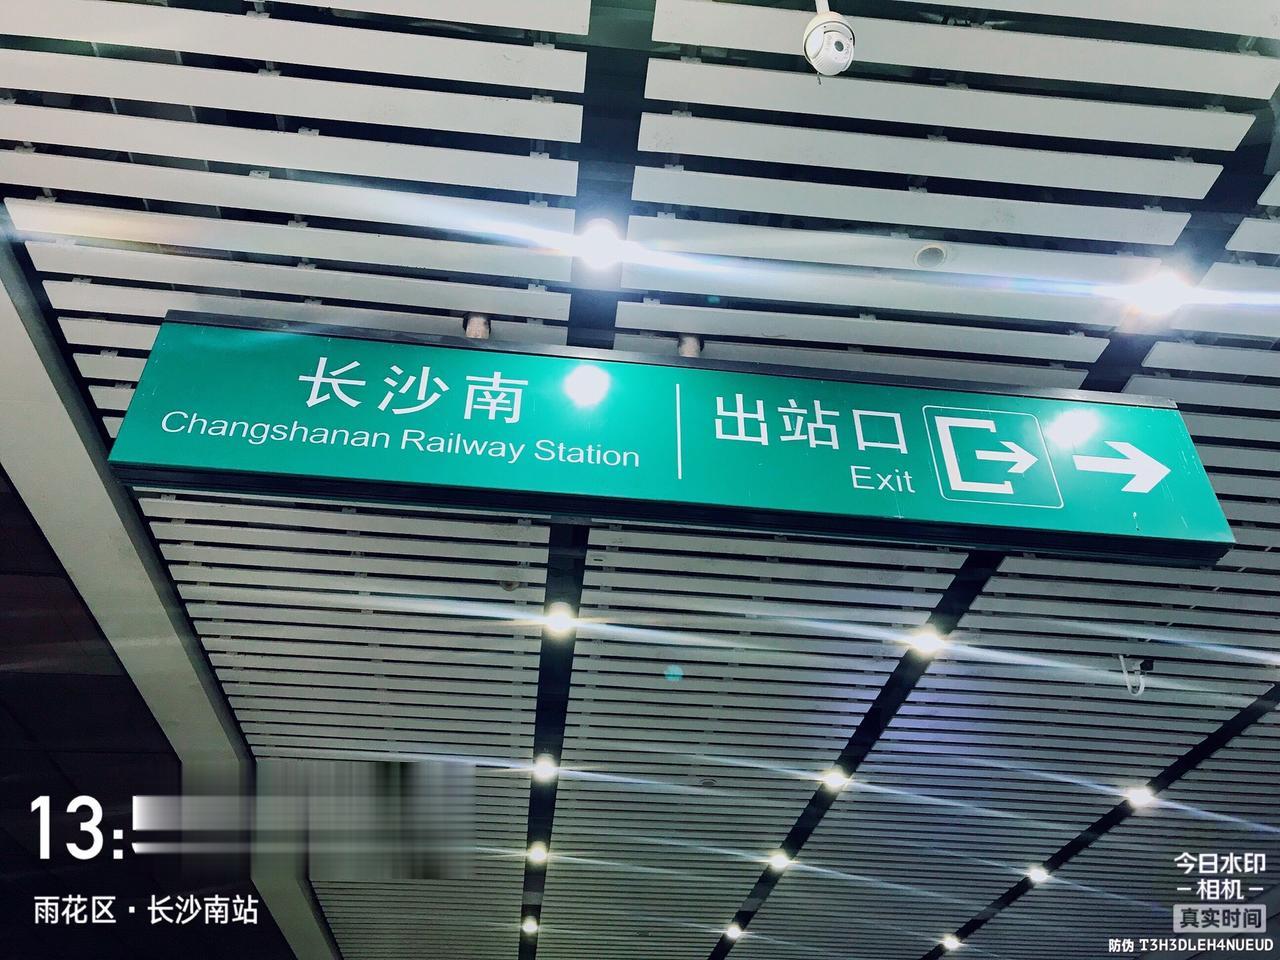 长沙南
Changshanan Railway Station
出站口
Exit
13:
雨花区·长沙南站
今日水印
相机
真实时间
防伪 T3H3DLEH4NUEUD